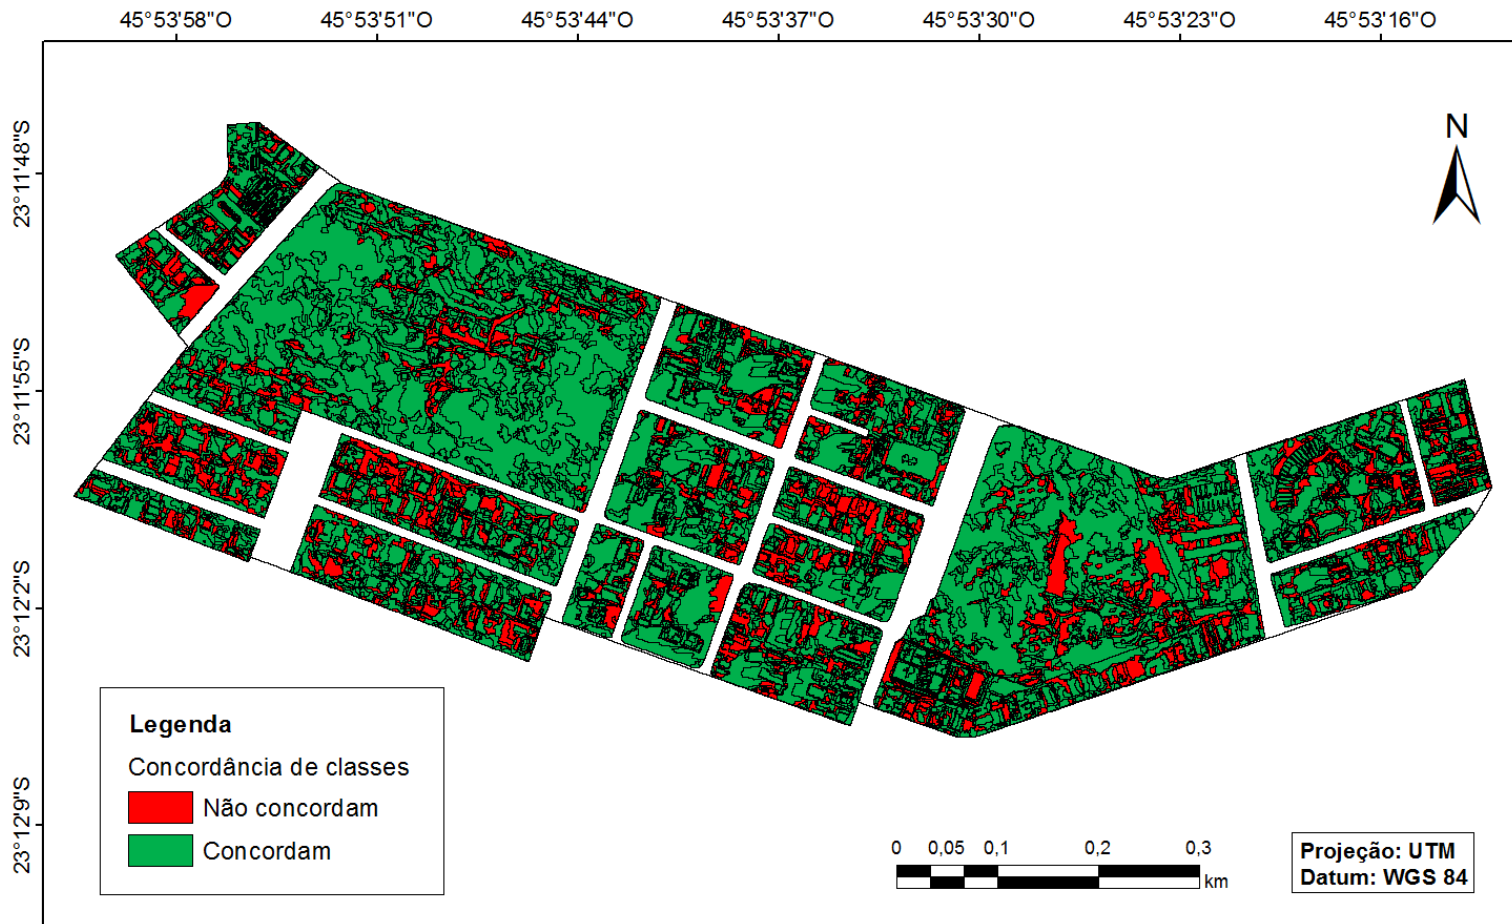 45°53'58"O 45°53'51"O 45°53'44"O 45°53'37"O 45°53'30"O 45°53'23"O 45°53'16"O
23°11'48"S
23°11'55"S
23°12'2"S
23°12'9"S
N
Legenda
Concordância de classes
Não concordam
Concordam
0 0,05 0,1 0,2 0,3
km
Projeção: UTM
Datum: WGS 84